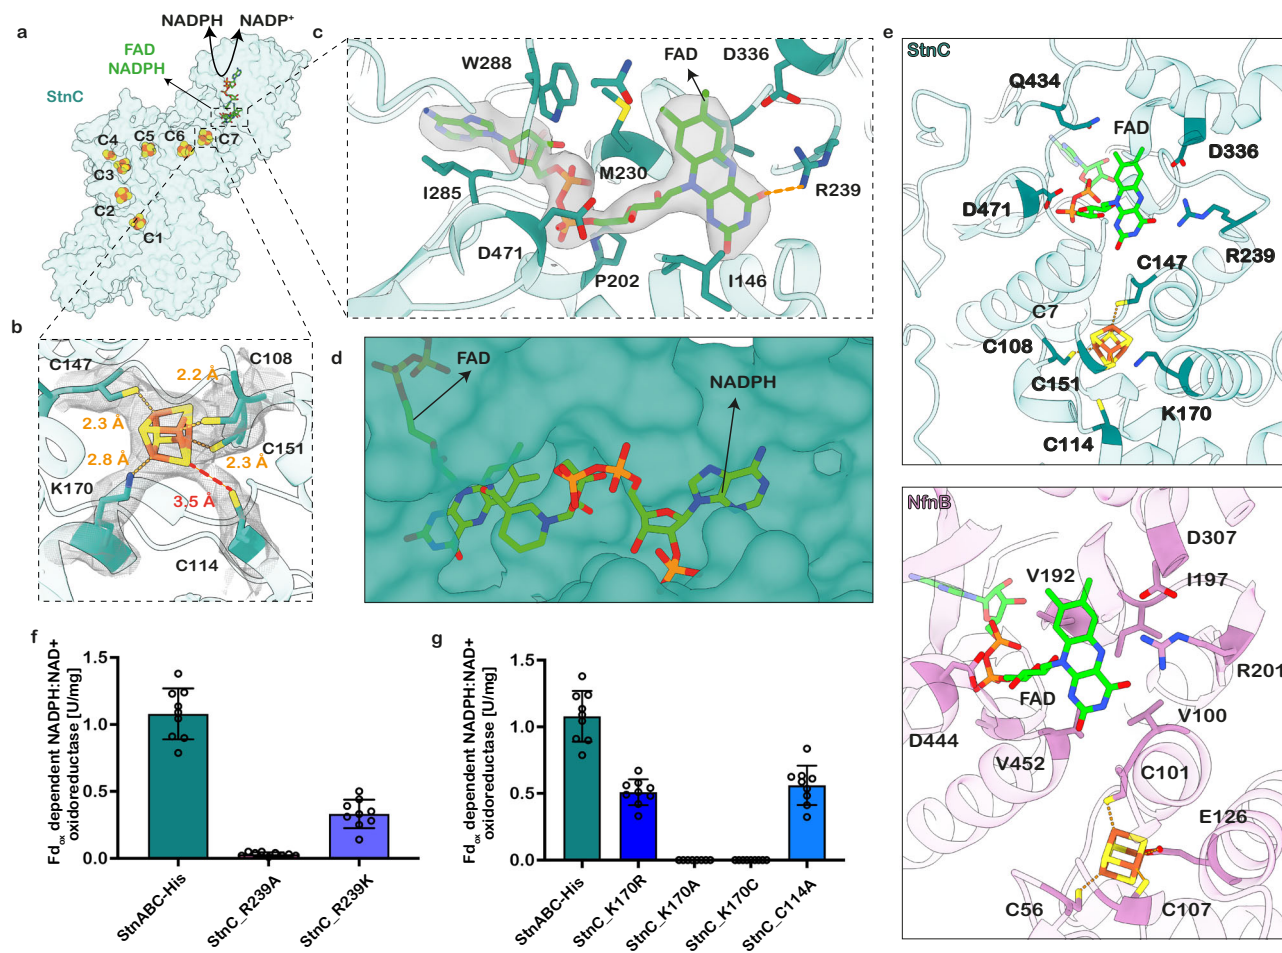 a
NADPH
NADP⁺
FAD
NADPH
StnC
C4
C5
C6
C7
C3
C2
C1
b
C147
C108
2.2 Å
2.3 Å
2.8 Å
C151
2.3 Å
K170
3.5 Å
C114
c
W288
FAD
D336
M230
I285
R239
D471
P202
I146
d
FAD
NADPH
e
StnC
Q434
FAD
D336
D471
R239
C147
C7
C108
C151
K170
C114
NfnB
D307
V192
I197
R201
FAD
V100
D444
V452
C101
E126
C56
C107
f
Fdₒₓ dependent NADPH:NAD+
oxidoreductase [U/mg]
1.5
1.0
0.5
0.0
StnABC-His
StnC_R239A
StnC_R239K
g
Fdₒₓ dependent NADPH:NAD+
oxidoreductase [U/mg]
1.5
1.0
0.5
0.0
StnABC-His
StnC_K170R
StnC_K170A
StnC_K170C
StnC_C114A